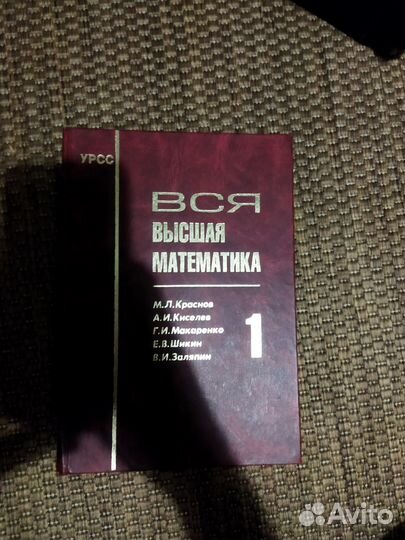 УРСС
ВСЯ
ВЫСШАЯ
МАТЕМАТИКА
М.Л.Краснов
А.И.Киселев
Г.И.Макаренко
Е.В.Шикин
В.И.Заляпин
1
Avito